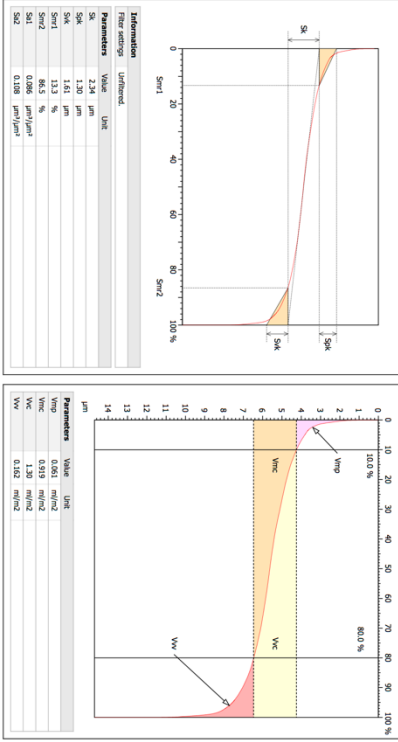 0 20 40 60 80 100 %
Sk
Smr1
Smr2
Spk
Svk
Information
Filter settings Unfiltered.
Parameters Value Unit
Sk 2.34 µm
Spk 1.30 µm
Svk 1.61 µm
Smr1 13.3 %
Smr2 86.5 %
Sa1 0.086 µm³/µm²
Sa2 0.108 µm³/µm²
0 10 20 30 40 50 60 70 80 90 100 %
10.0 %
80.0 %
0
1
2
3
4
5
6
7
8
9
10
11
12
13
14
µm
Vmp
Vmc
Vvc
Vvv
Parameters Value Unit
Vmp 0.061 ml/m2
Vmc 0.919 ml/m2
Vvc 1.30 ml/m2
Vvv 0.162 ml/m2